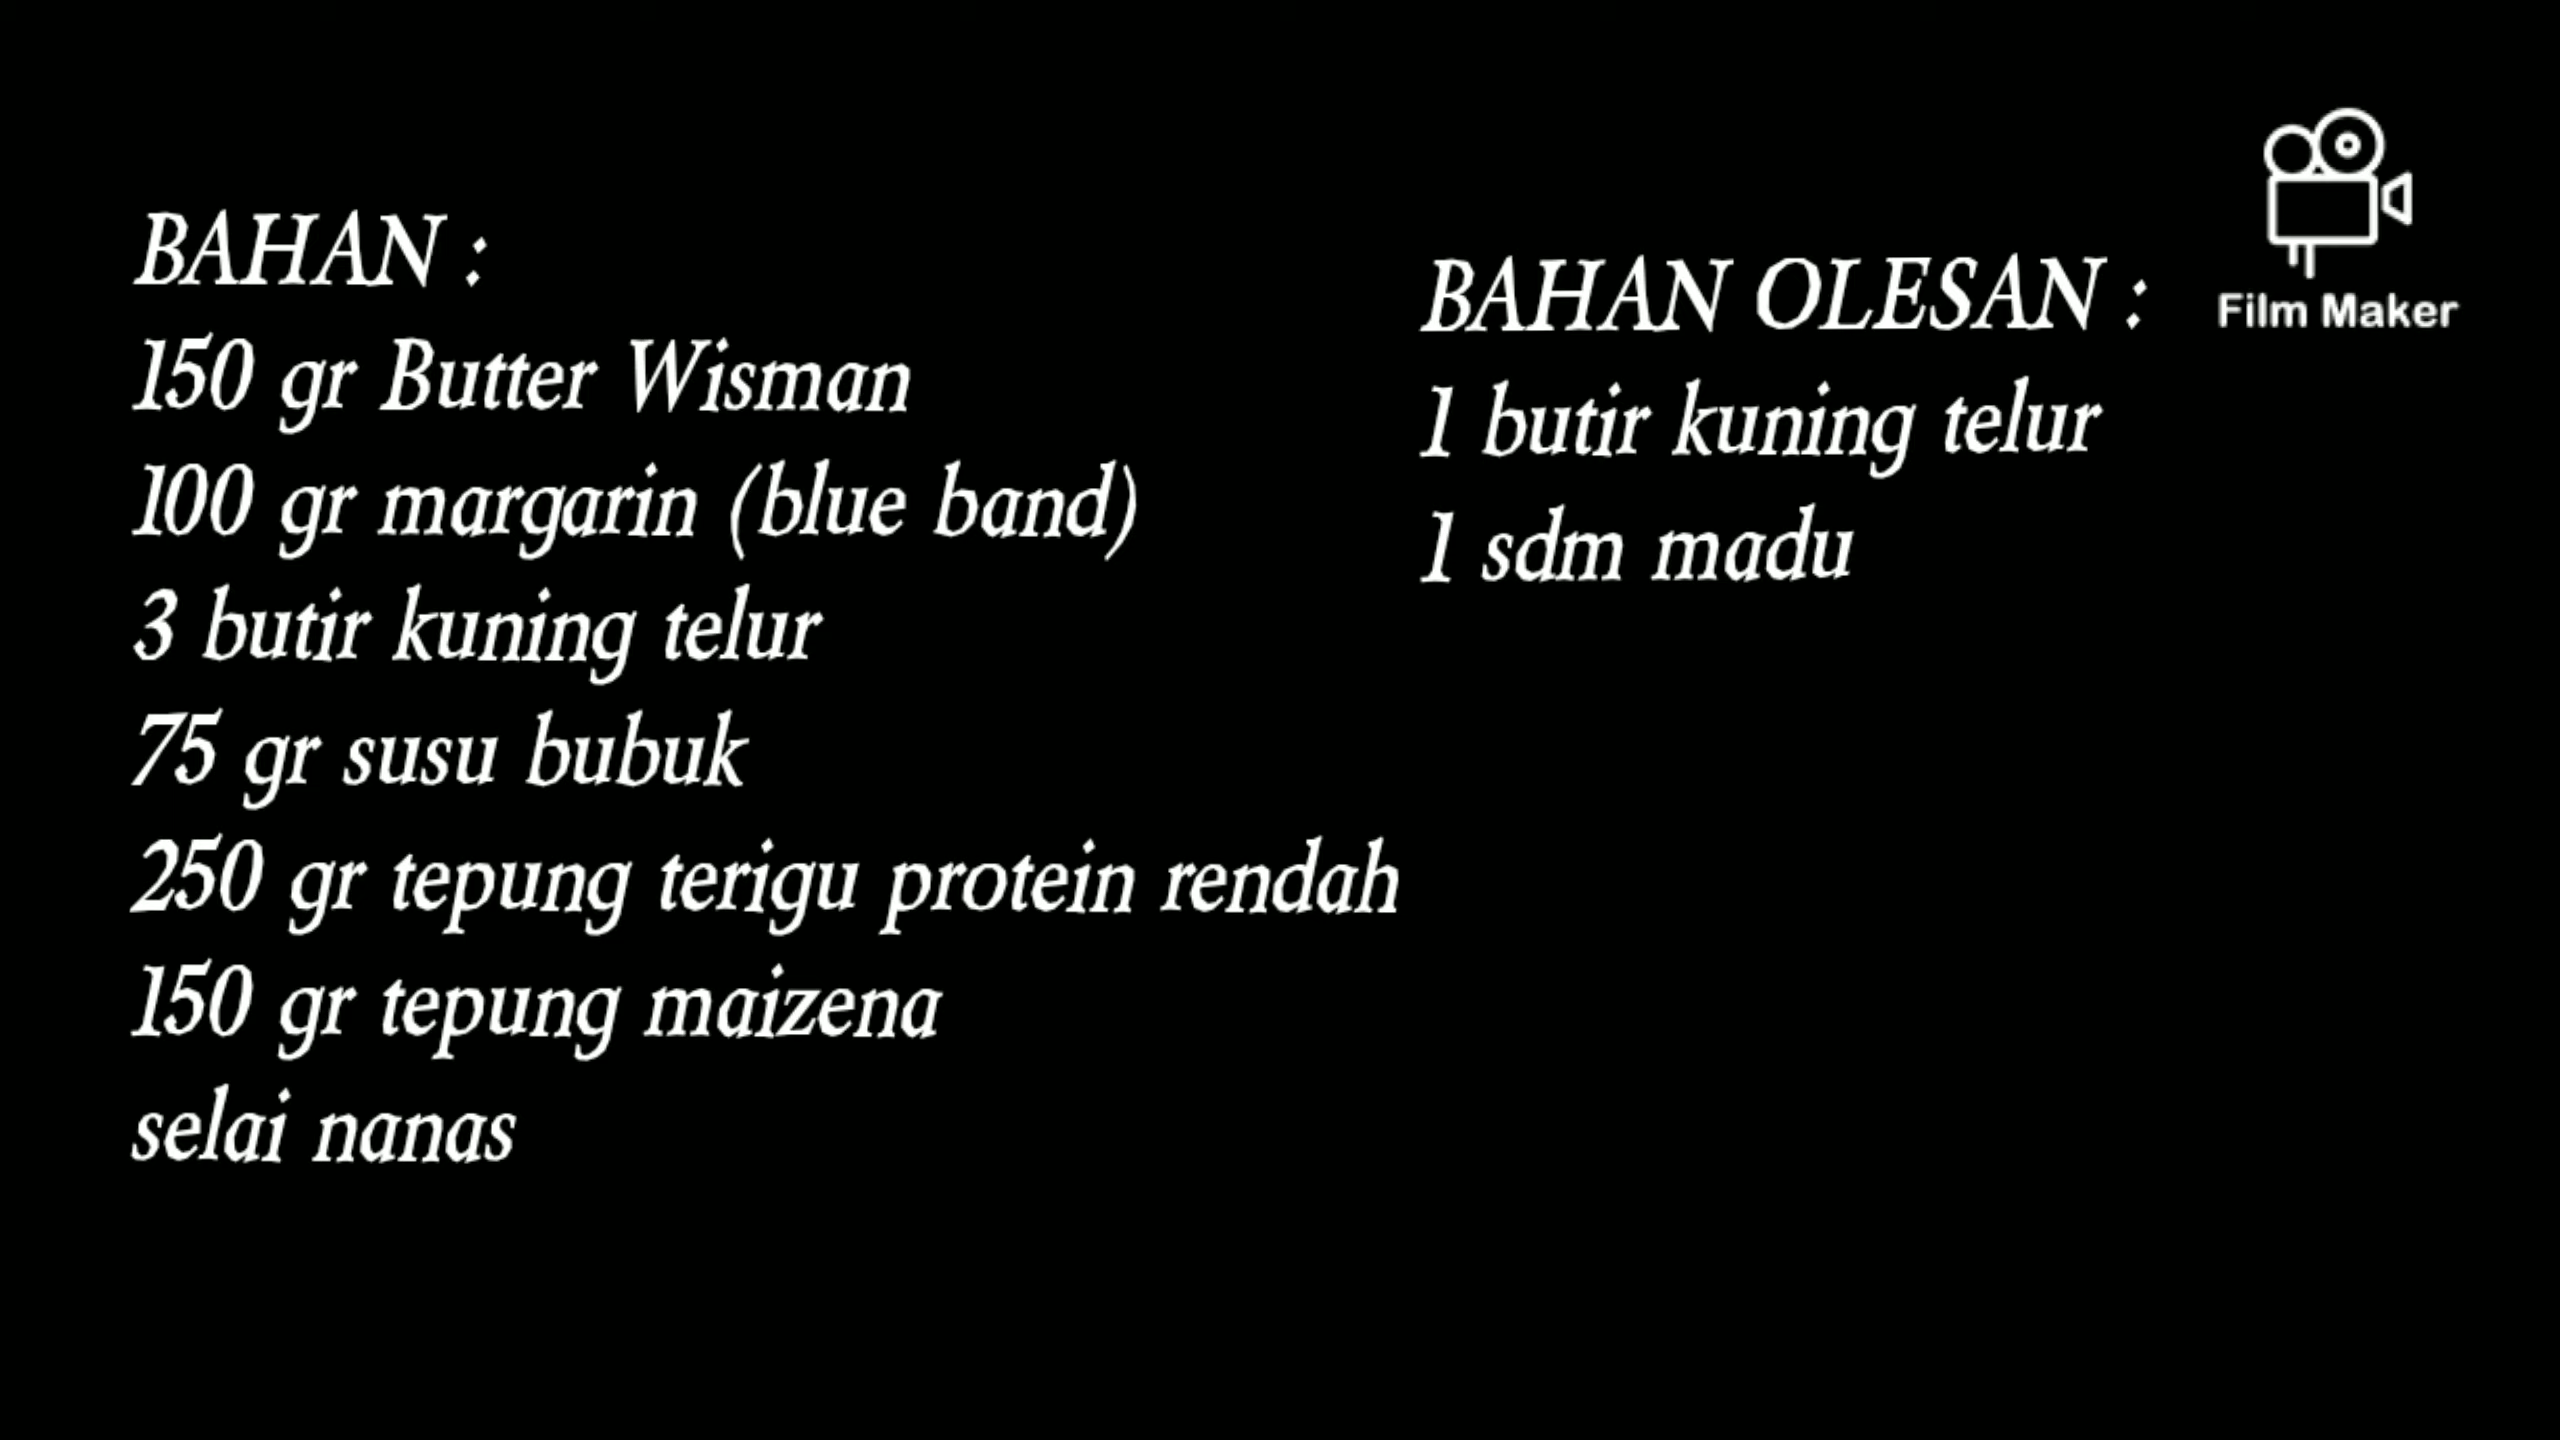 BAHAN :
150 gr Butter Wisman
100 gr margarin (blue band)
3 butir kuning telur
75 gr susu bubuk
250 gr tepung terigu protein rendah
150 gr tepung maizena
selai nanas
BAHAN OLESAN :
1 butir kuning telur
1 sdm madu
Film Maker